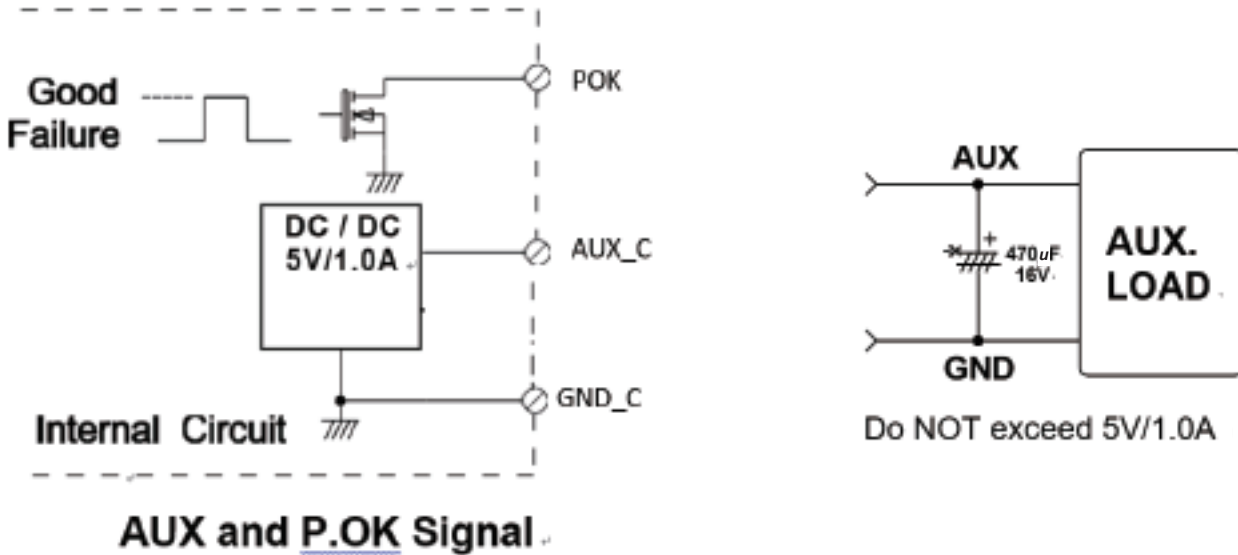 Good
Failure
POK
DC / DC
5V/1.0A
AUX_C
GND_C
Internal Circuit
AUX and P.OK Signal
AUX
+
470uF
16V
AUX.
LOAD
GND
Do NOT exceed 5V/1.0A